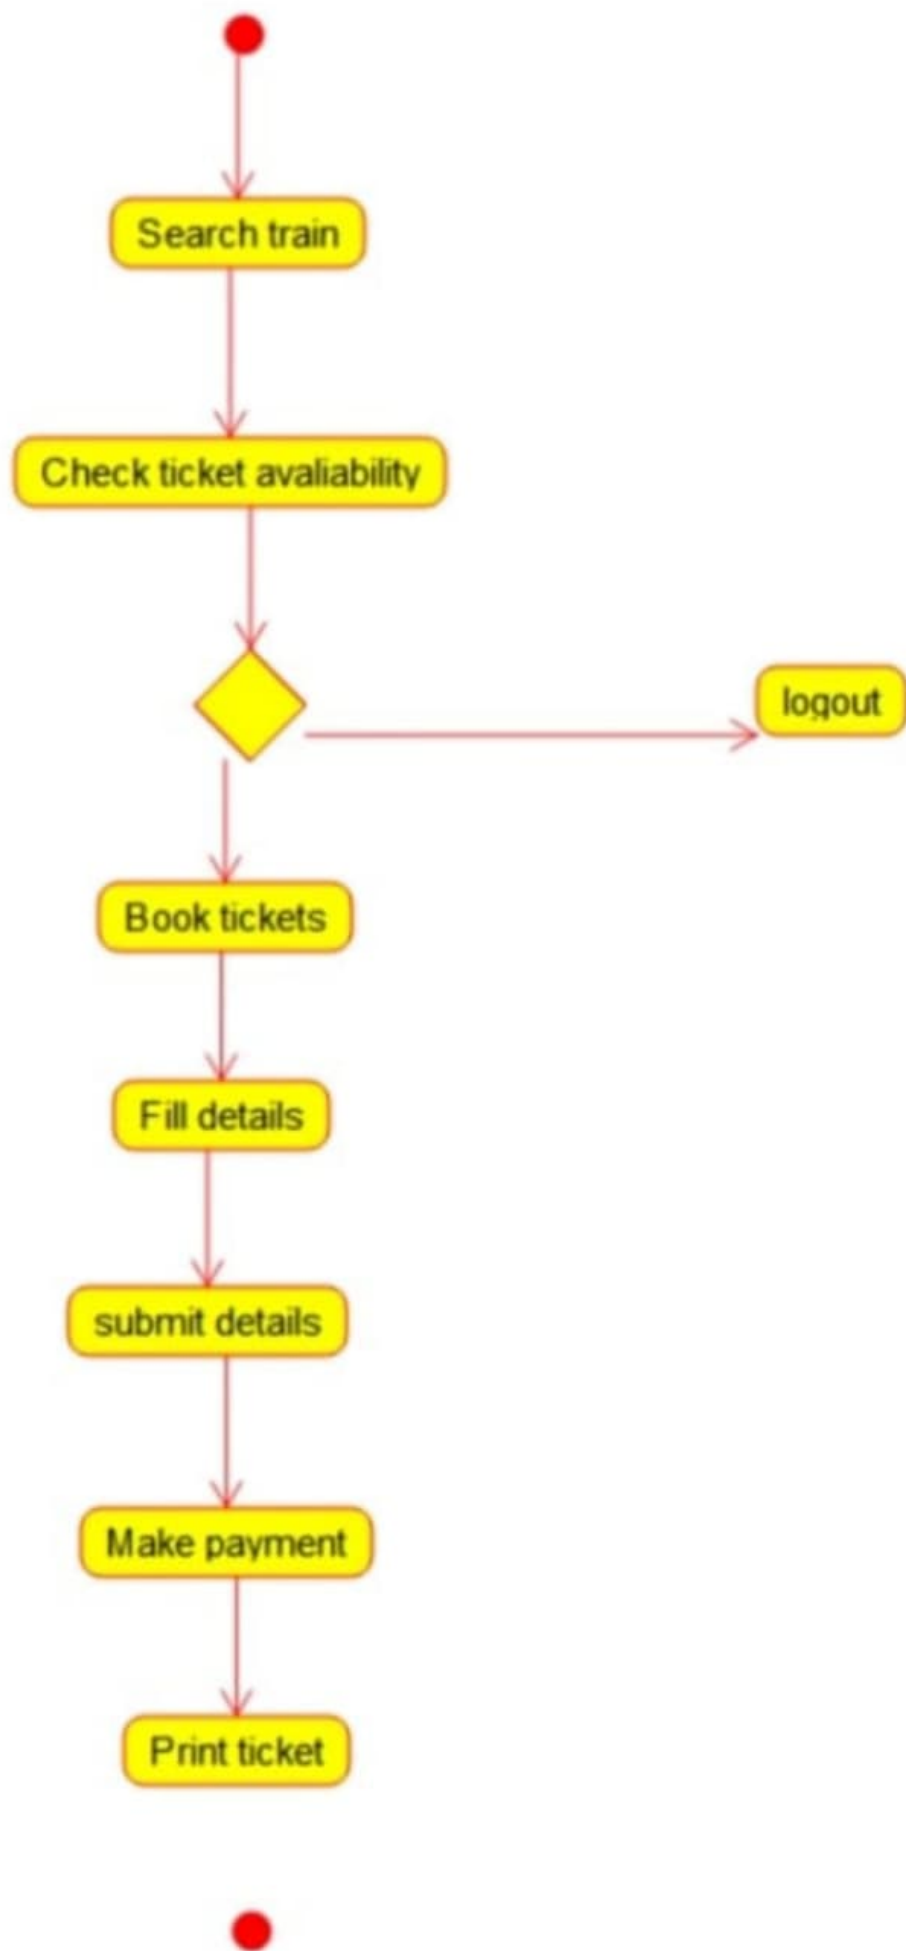 Search train
Check ticket avaliability
logout
Book tickets
Fill details
submit details
Make payment
Print ticket